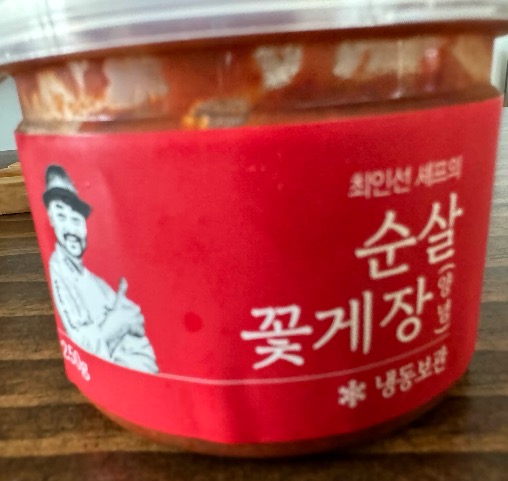 최인선 셰프의
순살
꽃게장
(양념)
250g
냉동보관